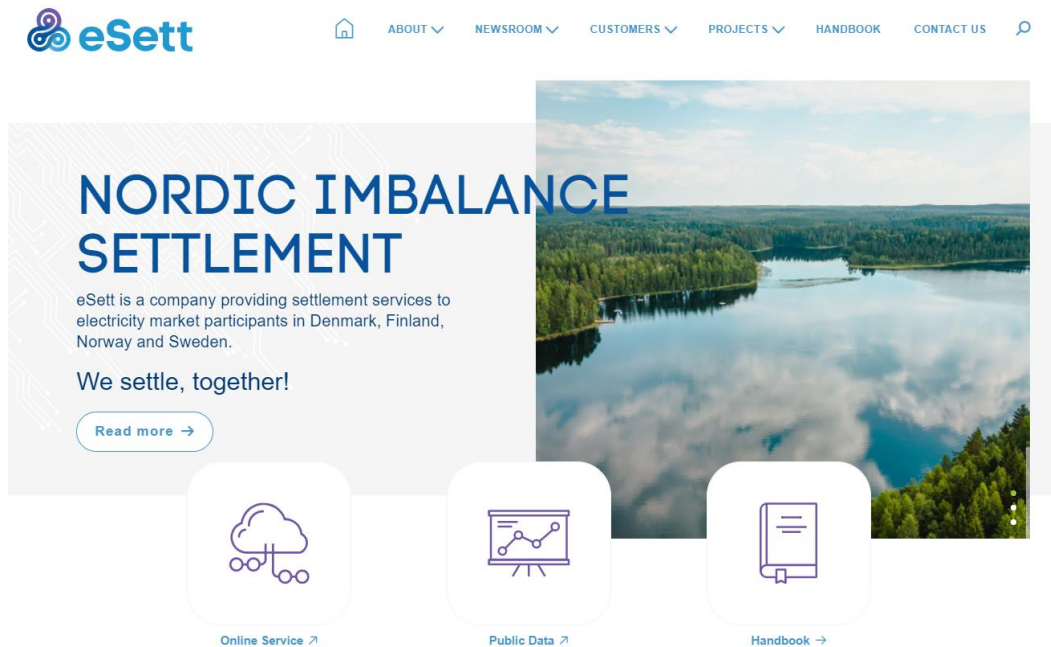 eSett
ABOUT
NEWSROOM
CUSTOMERS
PROJECTS
HANDBOOK
CONTACT US
NORDIC IMBALANCE
SETTLEMENT
eSett is a company providing settlement services to
electricity market participants in Denmark, Finland,
Norway and Sweden.
We settle, together!
Read more →
Online Service ↗
Public Data ↗
Handbook →